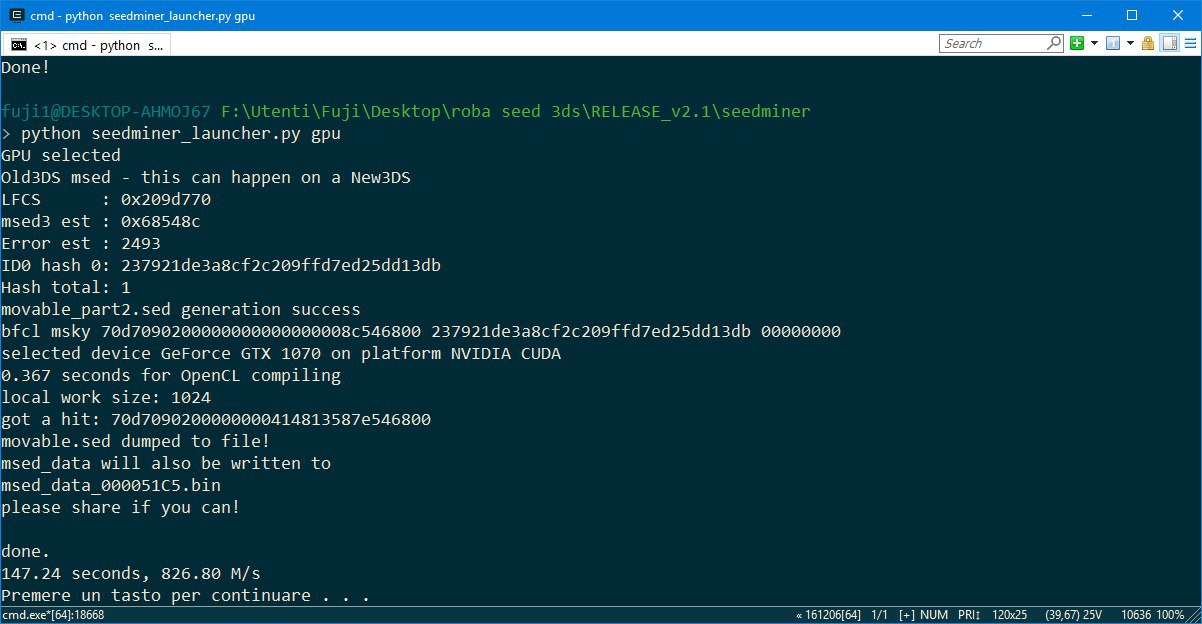 cmd - python seedminer_launcher.py gpu
<1> cmd - python s...
Search
Done!
fuji1@DESKTOP-AHMOJ67 F:\Utenti\Fuji\Desktop\roba seed 3ds\RELEASE_v2.1\seedminer
> python seedminer_launcher.py gpu
GPU selected
Old3DS msed - this can happen on a New3DS
LFCS      : 0x209d770
msed3 est : 0x68548c
Error est : 2493
ID0 hash 0: 237921de3a8cf2c209ffd7ed25dd13db
Hash total: 1
movable_part2.sed generation success
bfcl msky 70d7090200000000000000008c546800 237921de3a8cf2c209ffd7ed25dd13db 00000000
selected device GeForce GTX 1070 on platform NVIDIA CUDA
0.367 seconds for OpenCL compiling
local work size: 1024
got a hit: 70d7090200000000414813587e546800
movable.sed dumped to file!
msed_data will also be written to
msed_data_000051C5.bin
please share if you can!
done.
147.24 seconds, 826.80 M/s
Premere un tasto per continuare . . .
cmd.exe*[64]:18668 « 161206[64] 1/1 [+] NUM PRI↕ 120x25 (39,67) 25V 10636 100%